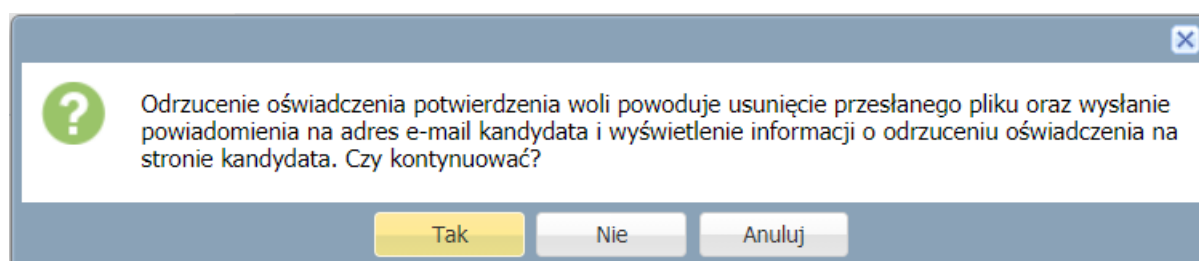 Odrzucenie oświadczenia potwierdzenia woli powoduje usunięcie przesłanego pliku oraz wysłanie
powiadomienia na adres e-mail kandydata i wyświetlenie informacji o odrzuceniu oświadczenia na
stronie kandydata. Czy kontynuować?
Tak Nie Anuluj